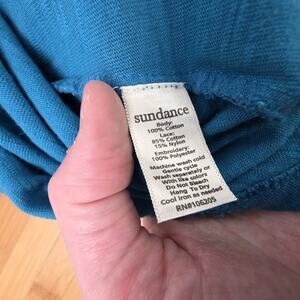 sundance
Body:
100% Cotton
Lace:
85% Cotton
15% Nylon
Embroidery:
100% Polyester
Machine wash cold
Gentle cycle
Wash separately or
With like colors
Do Not Bleach
Hang To Dry
Cool iron as needed
RN#106205